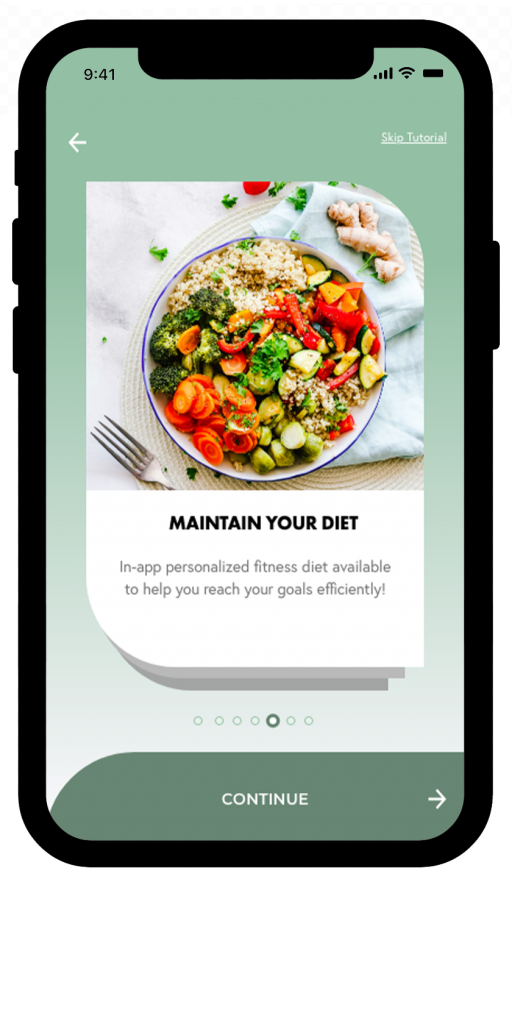 9:41
Skip Tutorial
MAINTAIN YOUR DIET
In-app personalized fitness diet available
to help you reach your goals efficiently!
CONTINUE